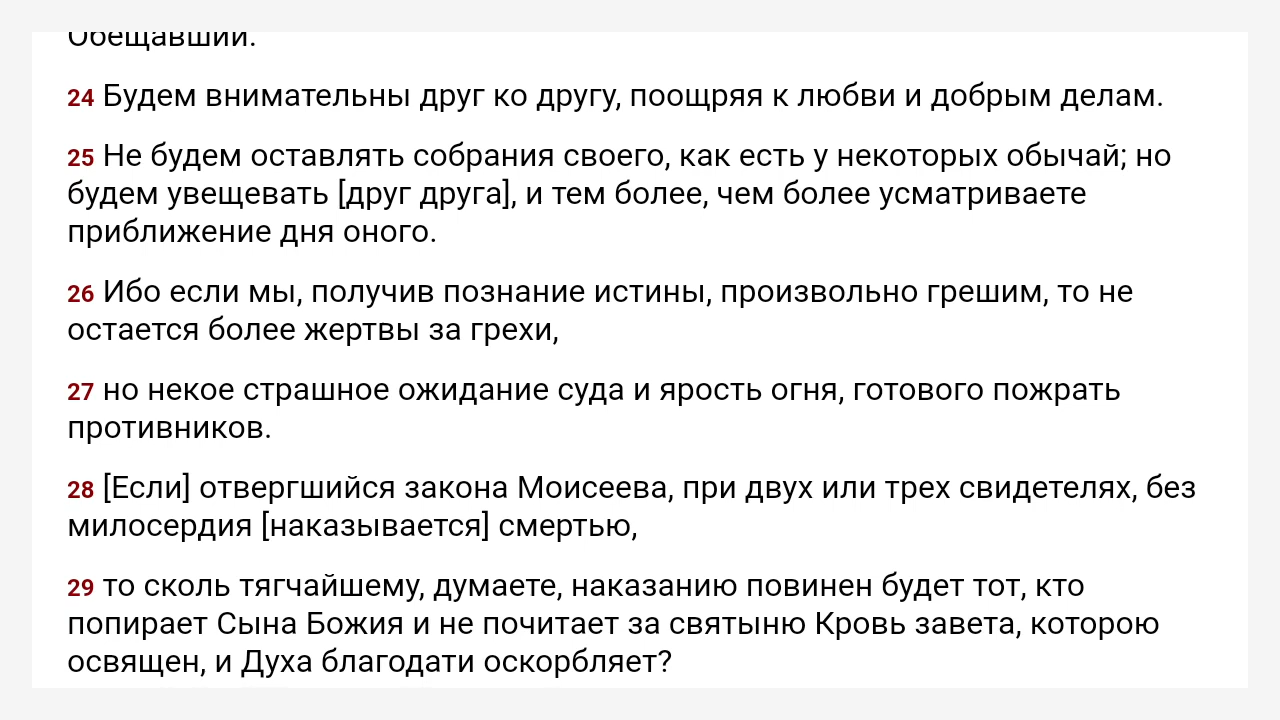 Обещавший.
24 Будем внимательны друг ко другу, поощряя к любви и добрым делам.
25 Не будем оставлять собрания своего, как есть у некоторых обычай; но
будем увещевать [друг друга], и тем более, чем более усматриваете
приближение дня оного.
26 Ибо если мы, получив познание истины, произвольно грешим, то не
остается более жертвы за грехи,
27 но некое страшное ожидание суда и ярость огня, готового пожрать
противников.
28 [Если] отвергшийся закона Моисеева, при двух или трех свидетелях, без
милосердия [наказывается] смертью,
29 то сколь тягчайшему, думаете, наказанию повинен будет тот, кто
попирает Сына Божия и не почитает за святыню Кровь завета, которою
освящен, и Духа благодати оскорбляет?